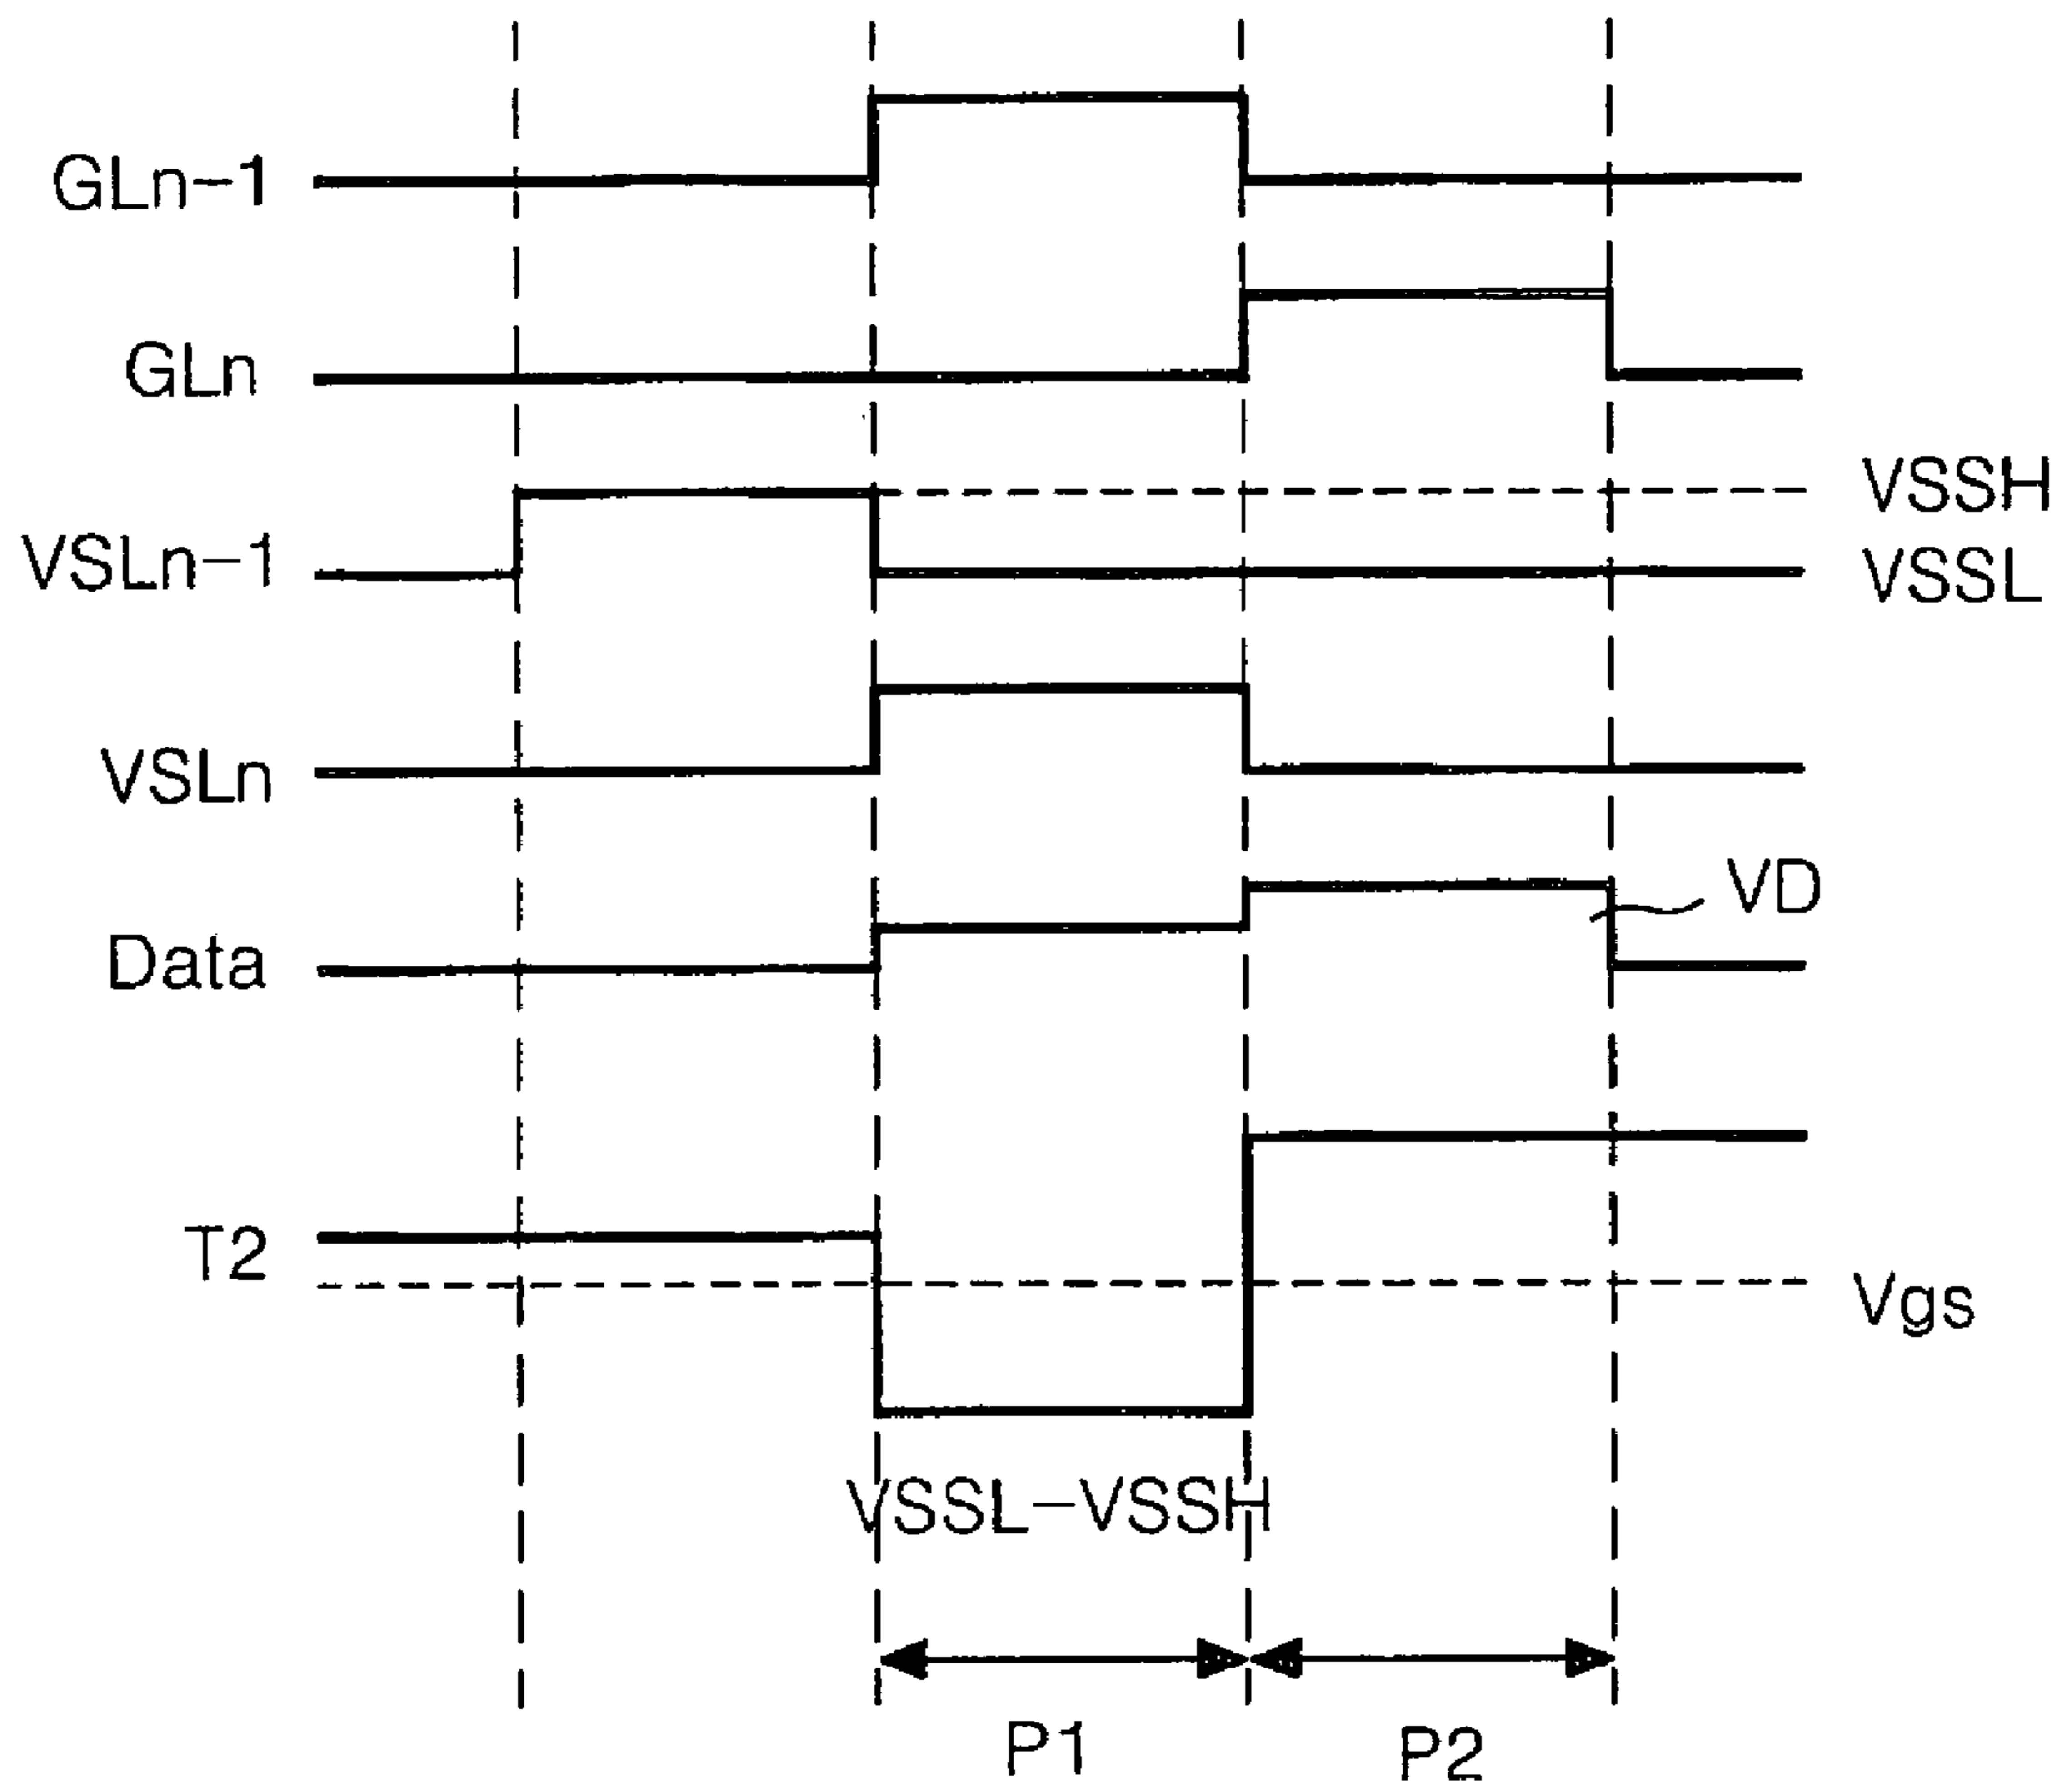 GLn-1
GLn
VSSH
VSLn-1
VSSL
VSLn
VD
Data
T2
Vgs
VSSL-VSSH
P1
P2